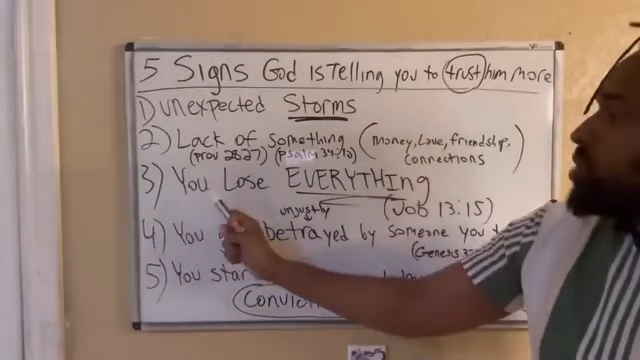 5 Signs God Is Telling you to trust him more
1) unexpected Storms
2) Lack of Something (money, Love, friendship, connections)
(Prov 28:27) (Psalm 34:10)
3) You Lose EVERYTHIng
(Job 13:15)
unjustly
4) You betrayed by someone you
(Genesis
5) You star